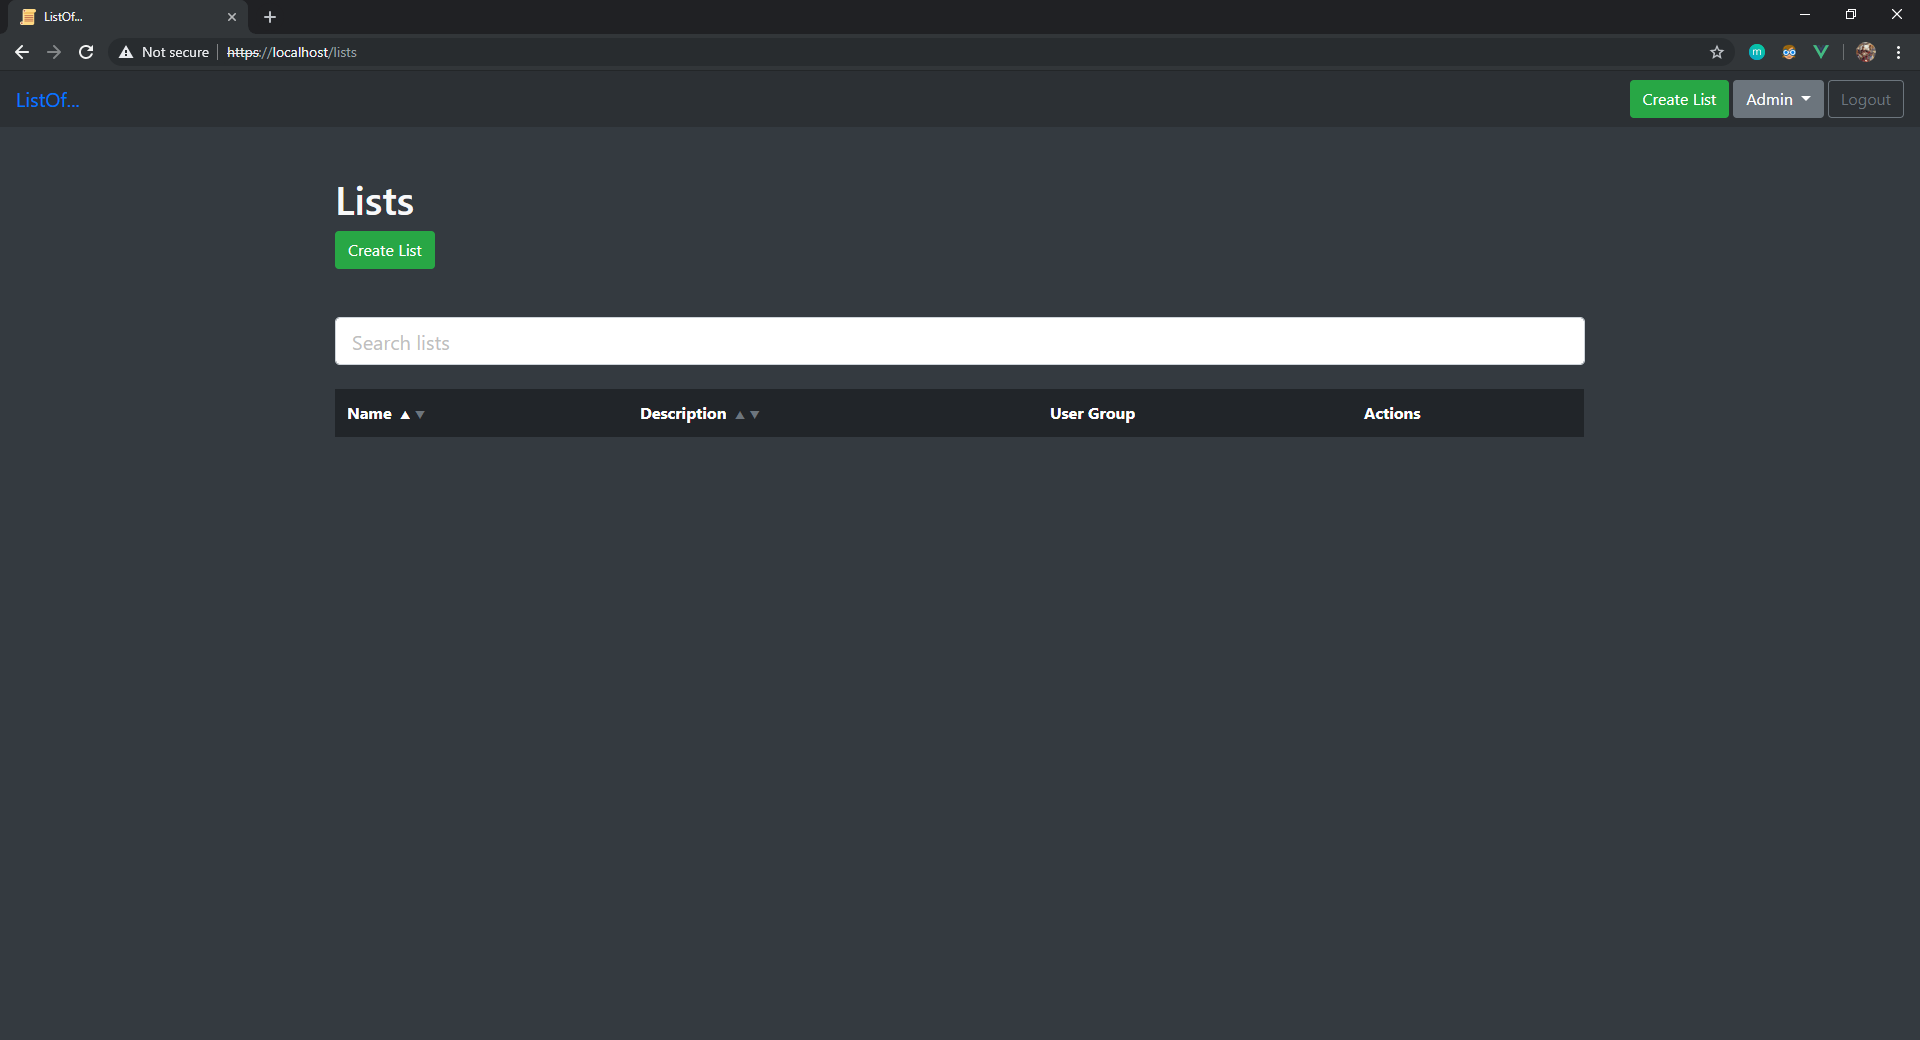 ListOf...
Not secure https://localhost/lists
m
ListOf... Create List Admin Logout
Lists
Create List
Search lists
Name Description User Group Actions